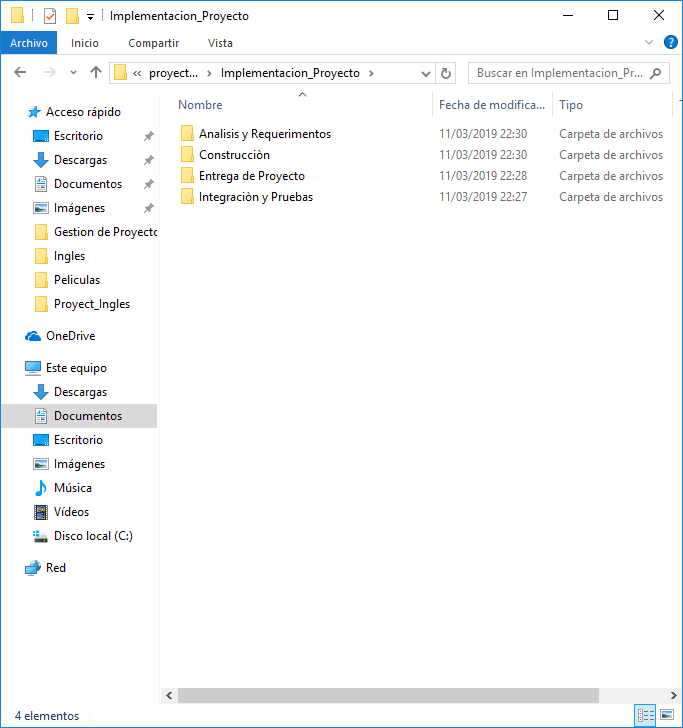 Implementacion_Proyecto
Archivo Inicio Compartir Vista
« proyect... > Implementacion_Proyecto > Buscar en Implementacion_Pr...
Nombre Fecha de modifica... Tipo
Acceso rápido
Escritorio
Descargas
Documentos
Imágenes
Gestion de Proyecto
Ingles
Peliculas
Proyect_Ingles
OneDrive
Este equipo
Descargas
Documentos
Escritorio
Imágenes
Música
Vídeos
Disco local (C:)
Red
Analisis y Requerimentos 11/03/2019 22:30 Carpeta de archivos
Construcciòn 11/03/2019 22:30 Carpeta de archivos
Entrega de Proyecto 11/03/2019 22:28 Carpeta de archivos
Integraciòn y Pruebas 11/03/2019 22:27 Carpeta de archivos
4 elementos